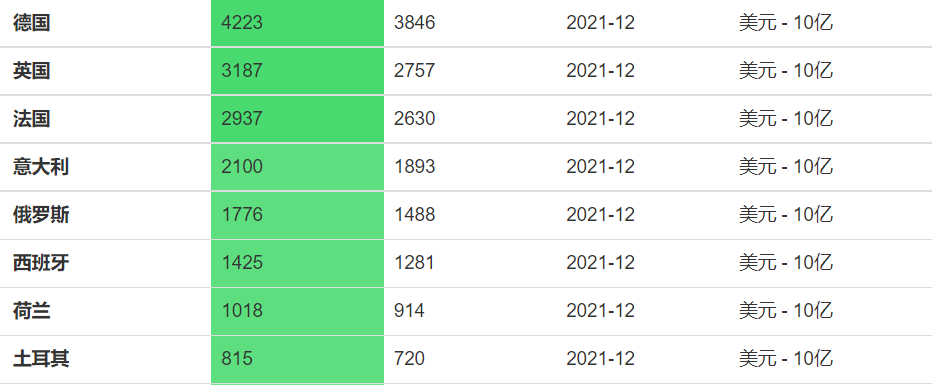 德国 4223 3846 2021-12 美元 - 10亿
英国 3187 2757 2021-12 美元 - 10亿
法国 2937 2630 2021-12 美元 - 10亿
意大利 2100 1893 2021-12 美元 - 10亿
俄罗斯 1776 1488 2021-12 美元 - 10亿
西班牙 1425 1281 2021-12 美元 - 10亿
荷兰 1018 914 2021-12 美元 - 10亿
土耳其 815 720 2021-12 美元 - 10亿